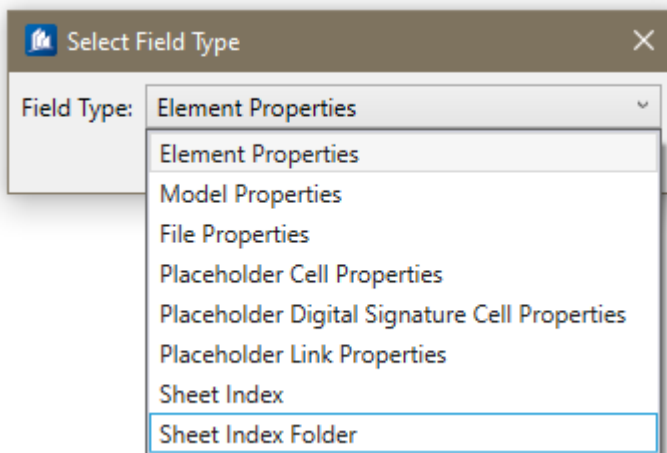 Select Field Type
Field Type: Element Properties
Element Properties
Model Properties
File Properties
Placeholder Cell Properties
Placeholder Digital Signature Cell Properties
Placeholder Link Properties
Sheet Index
Sheet Index Folder